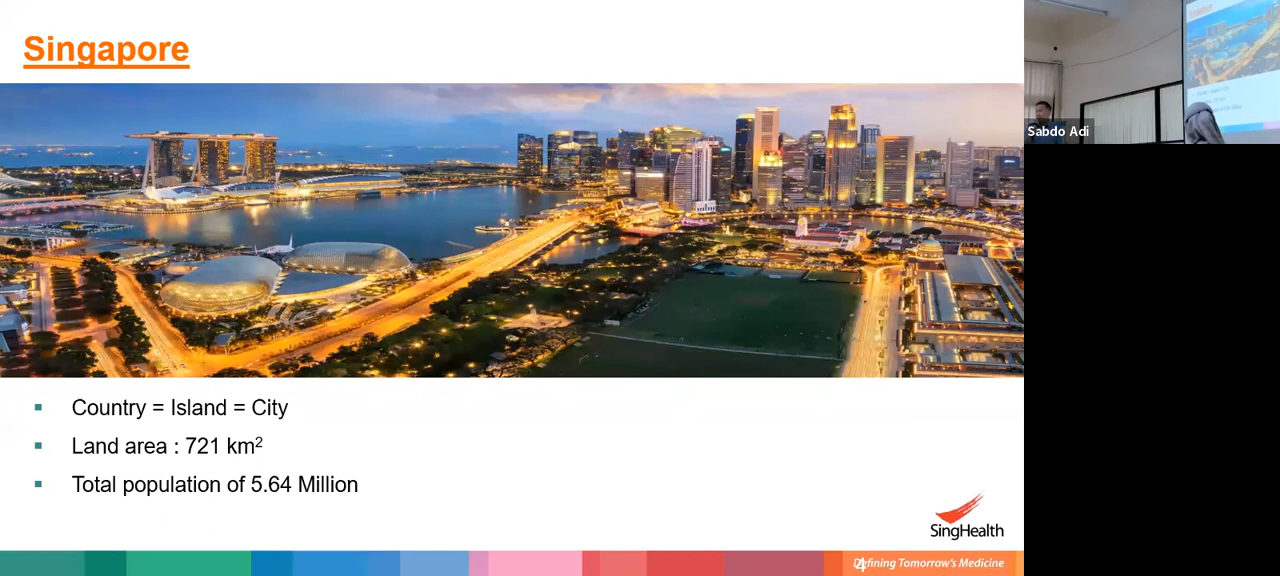 Singapore
Country = Island = City
Land area : 721 km²
Total population of 5.64 Million
SingHealth
Defining Tomorrow's Medicine
4
Sabdo Adi